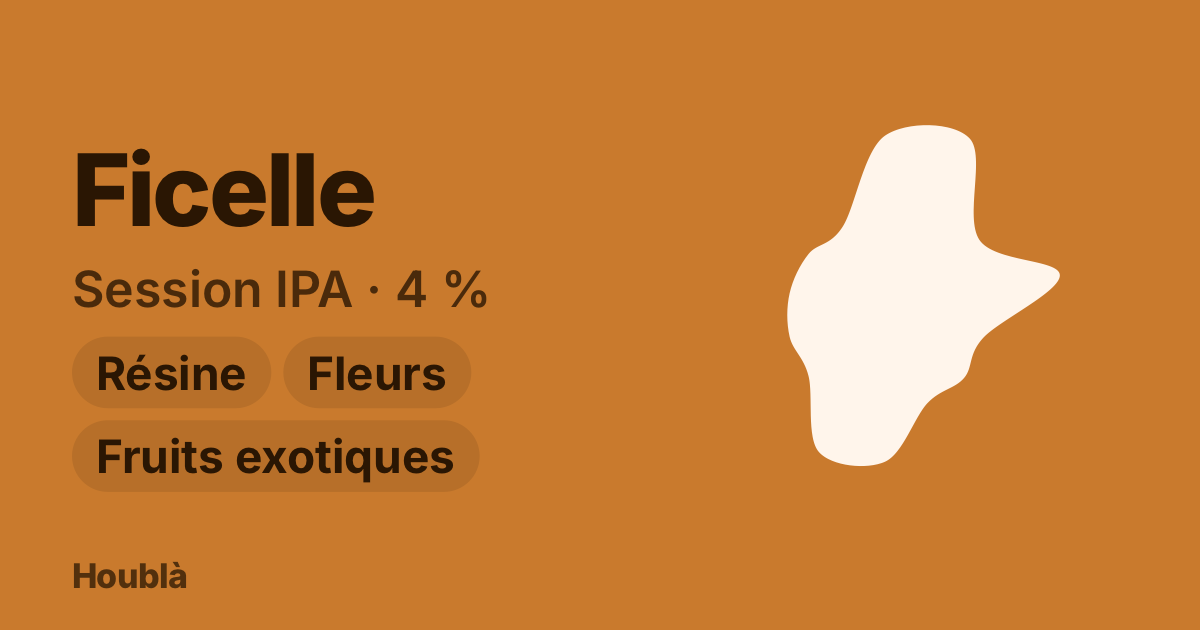 Ficelle
Session IPA · 4 %
Résine Fleurs
Fruits exotiques
Houblà